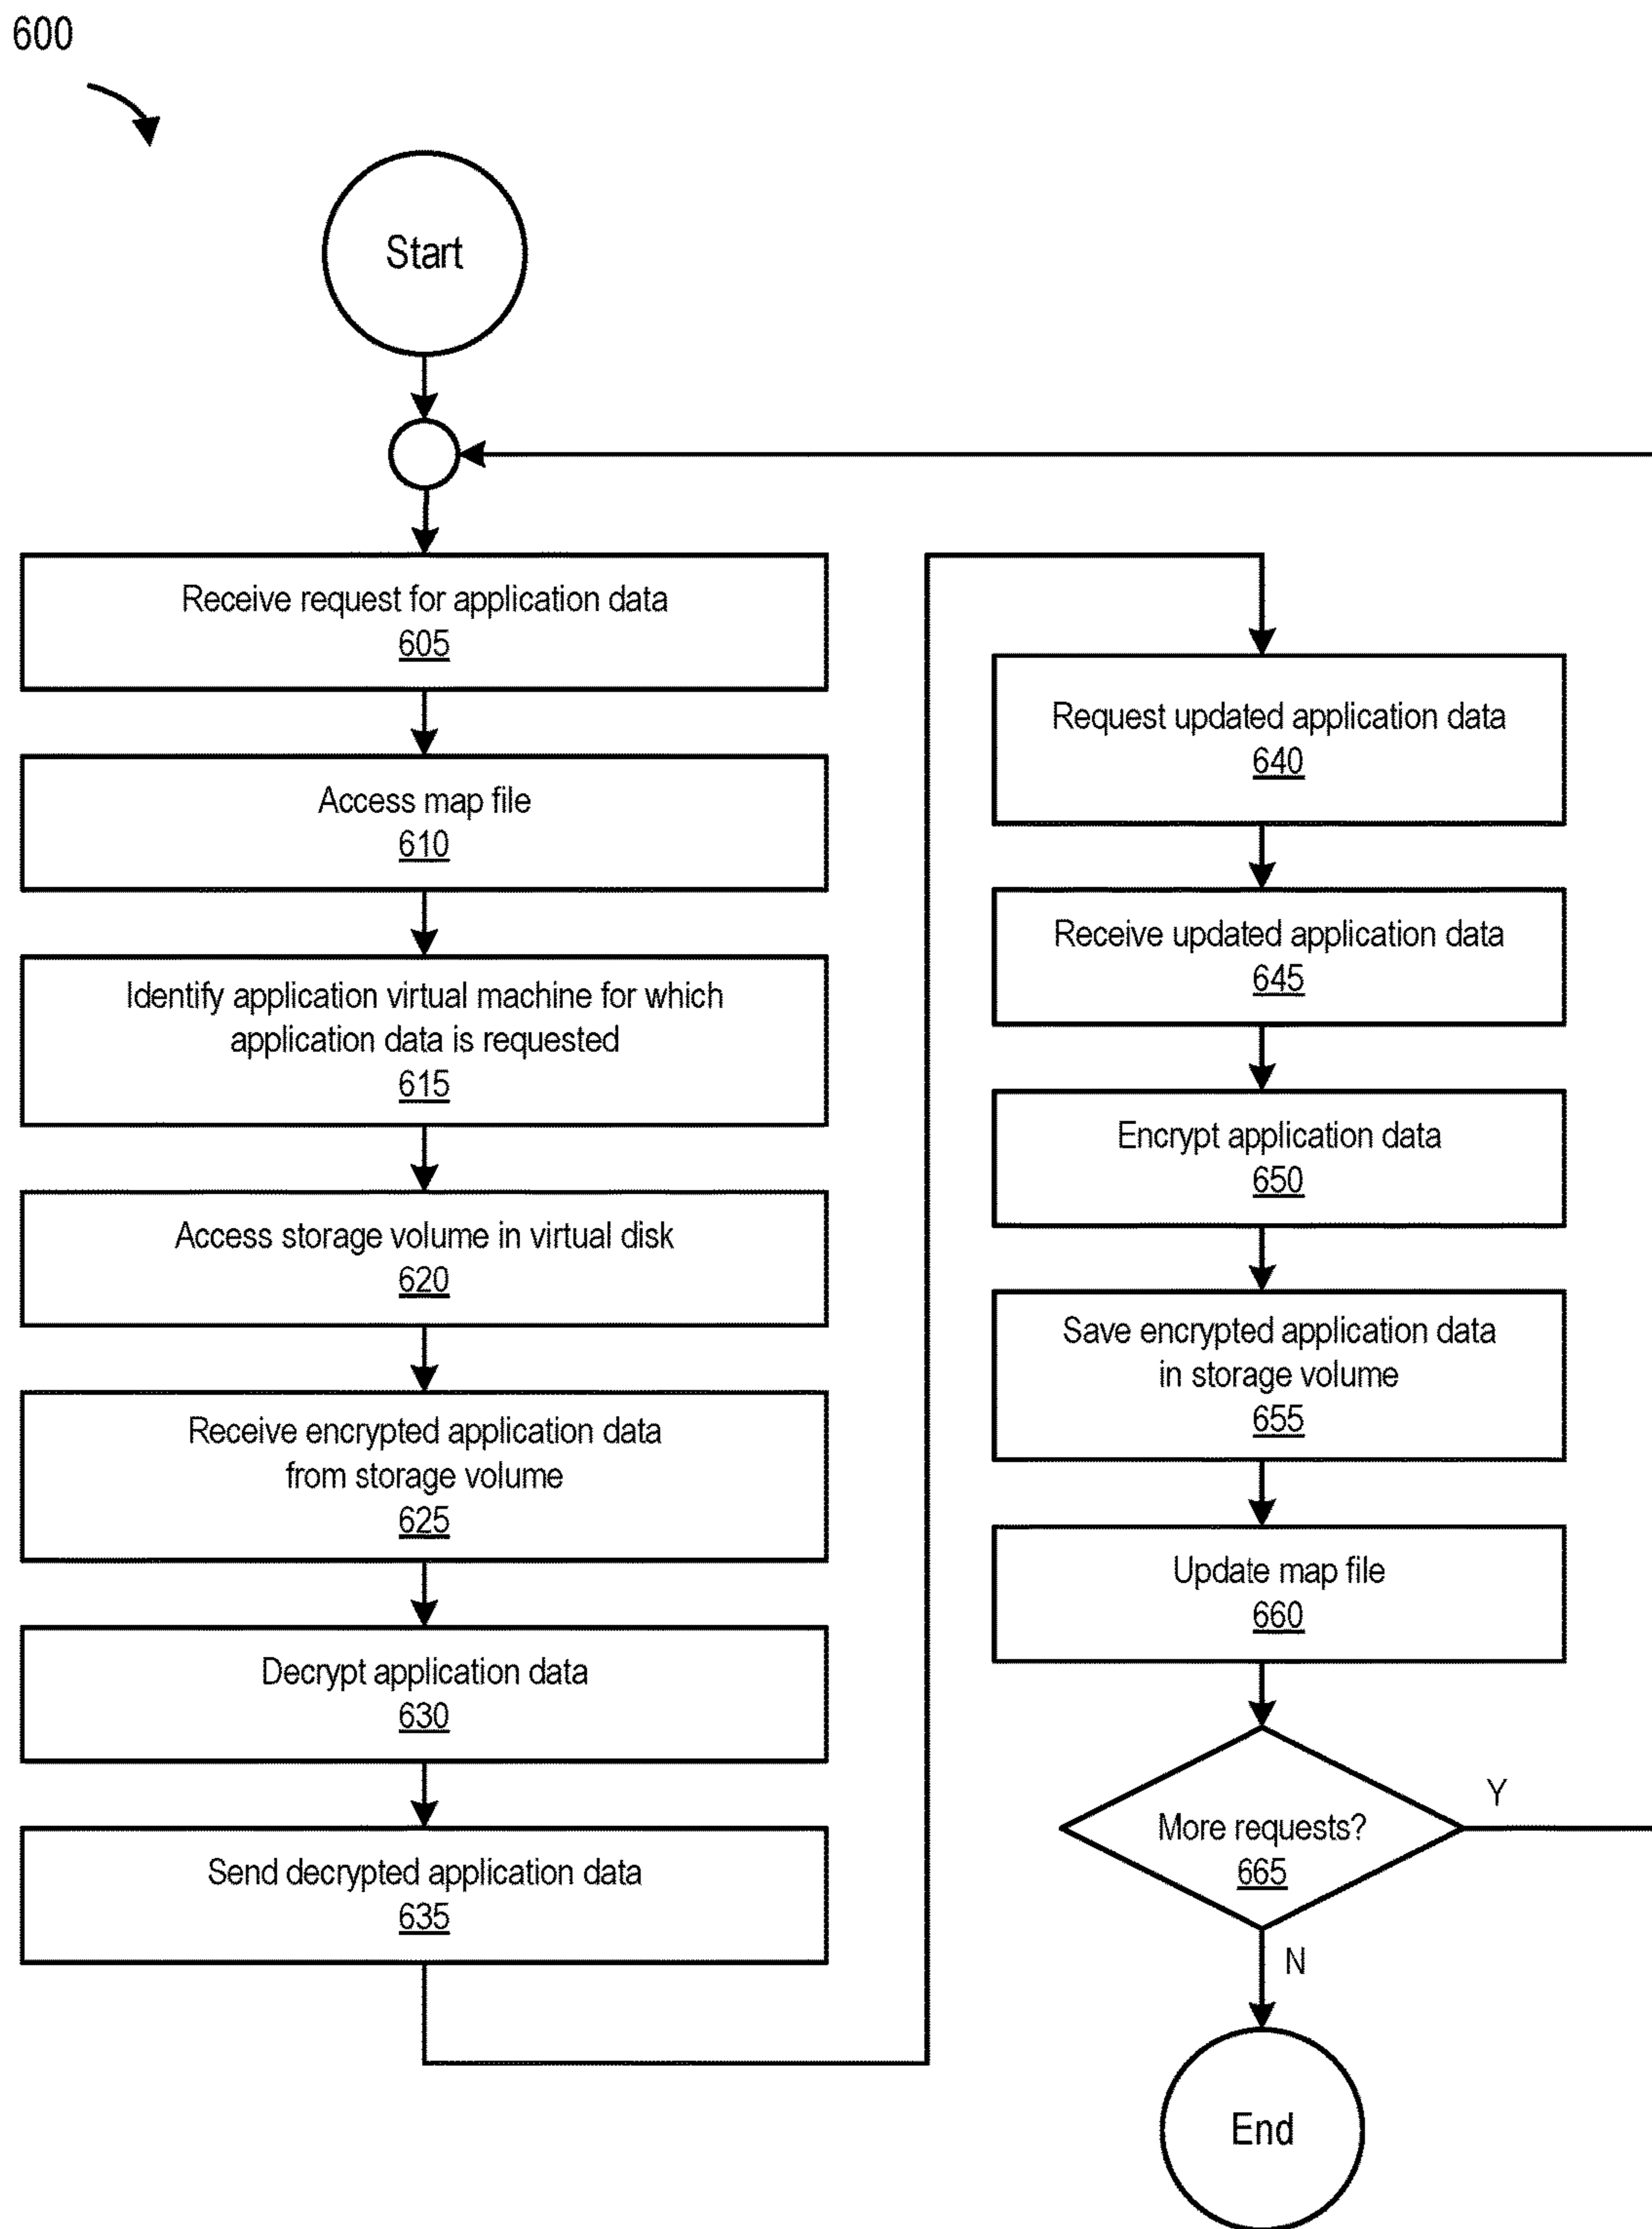 600
Start
Receive request for application data
605
Access map file
610
Identify application virtual machine for which
application data is requested
615
Access storage volume in virtual disk
620
Receive encrypted application data
from storage volume
625
Decrypt application data
630
Send decrypted application data
635
Request updated application data
640
Receive updated application data
645
Encrypt application data
650
Save encrypted application data
in storage volume
655
Update map file
660
More requests?
665
Y
N
End